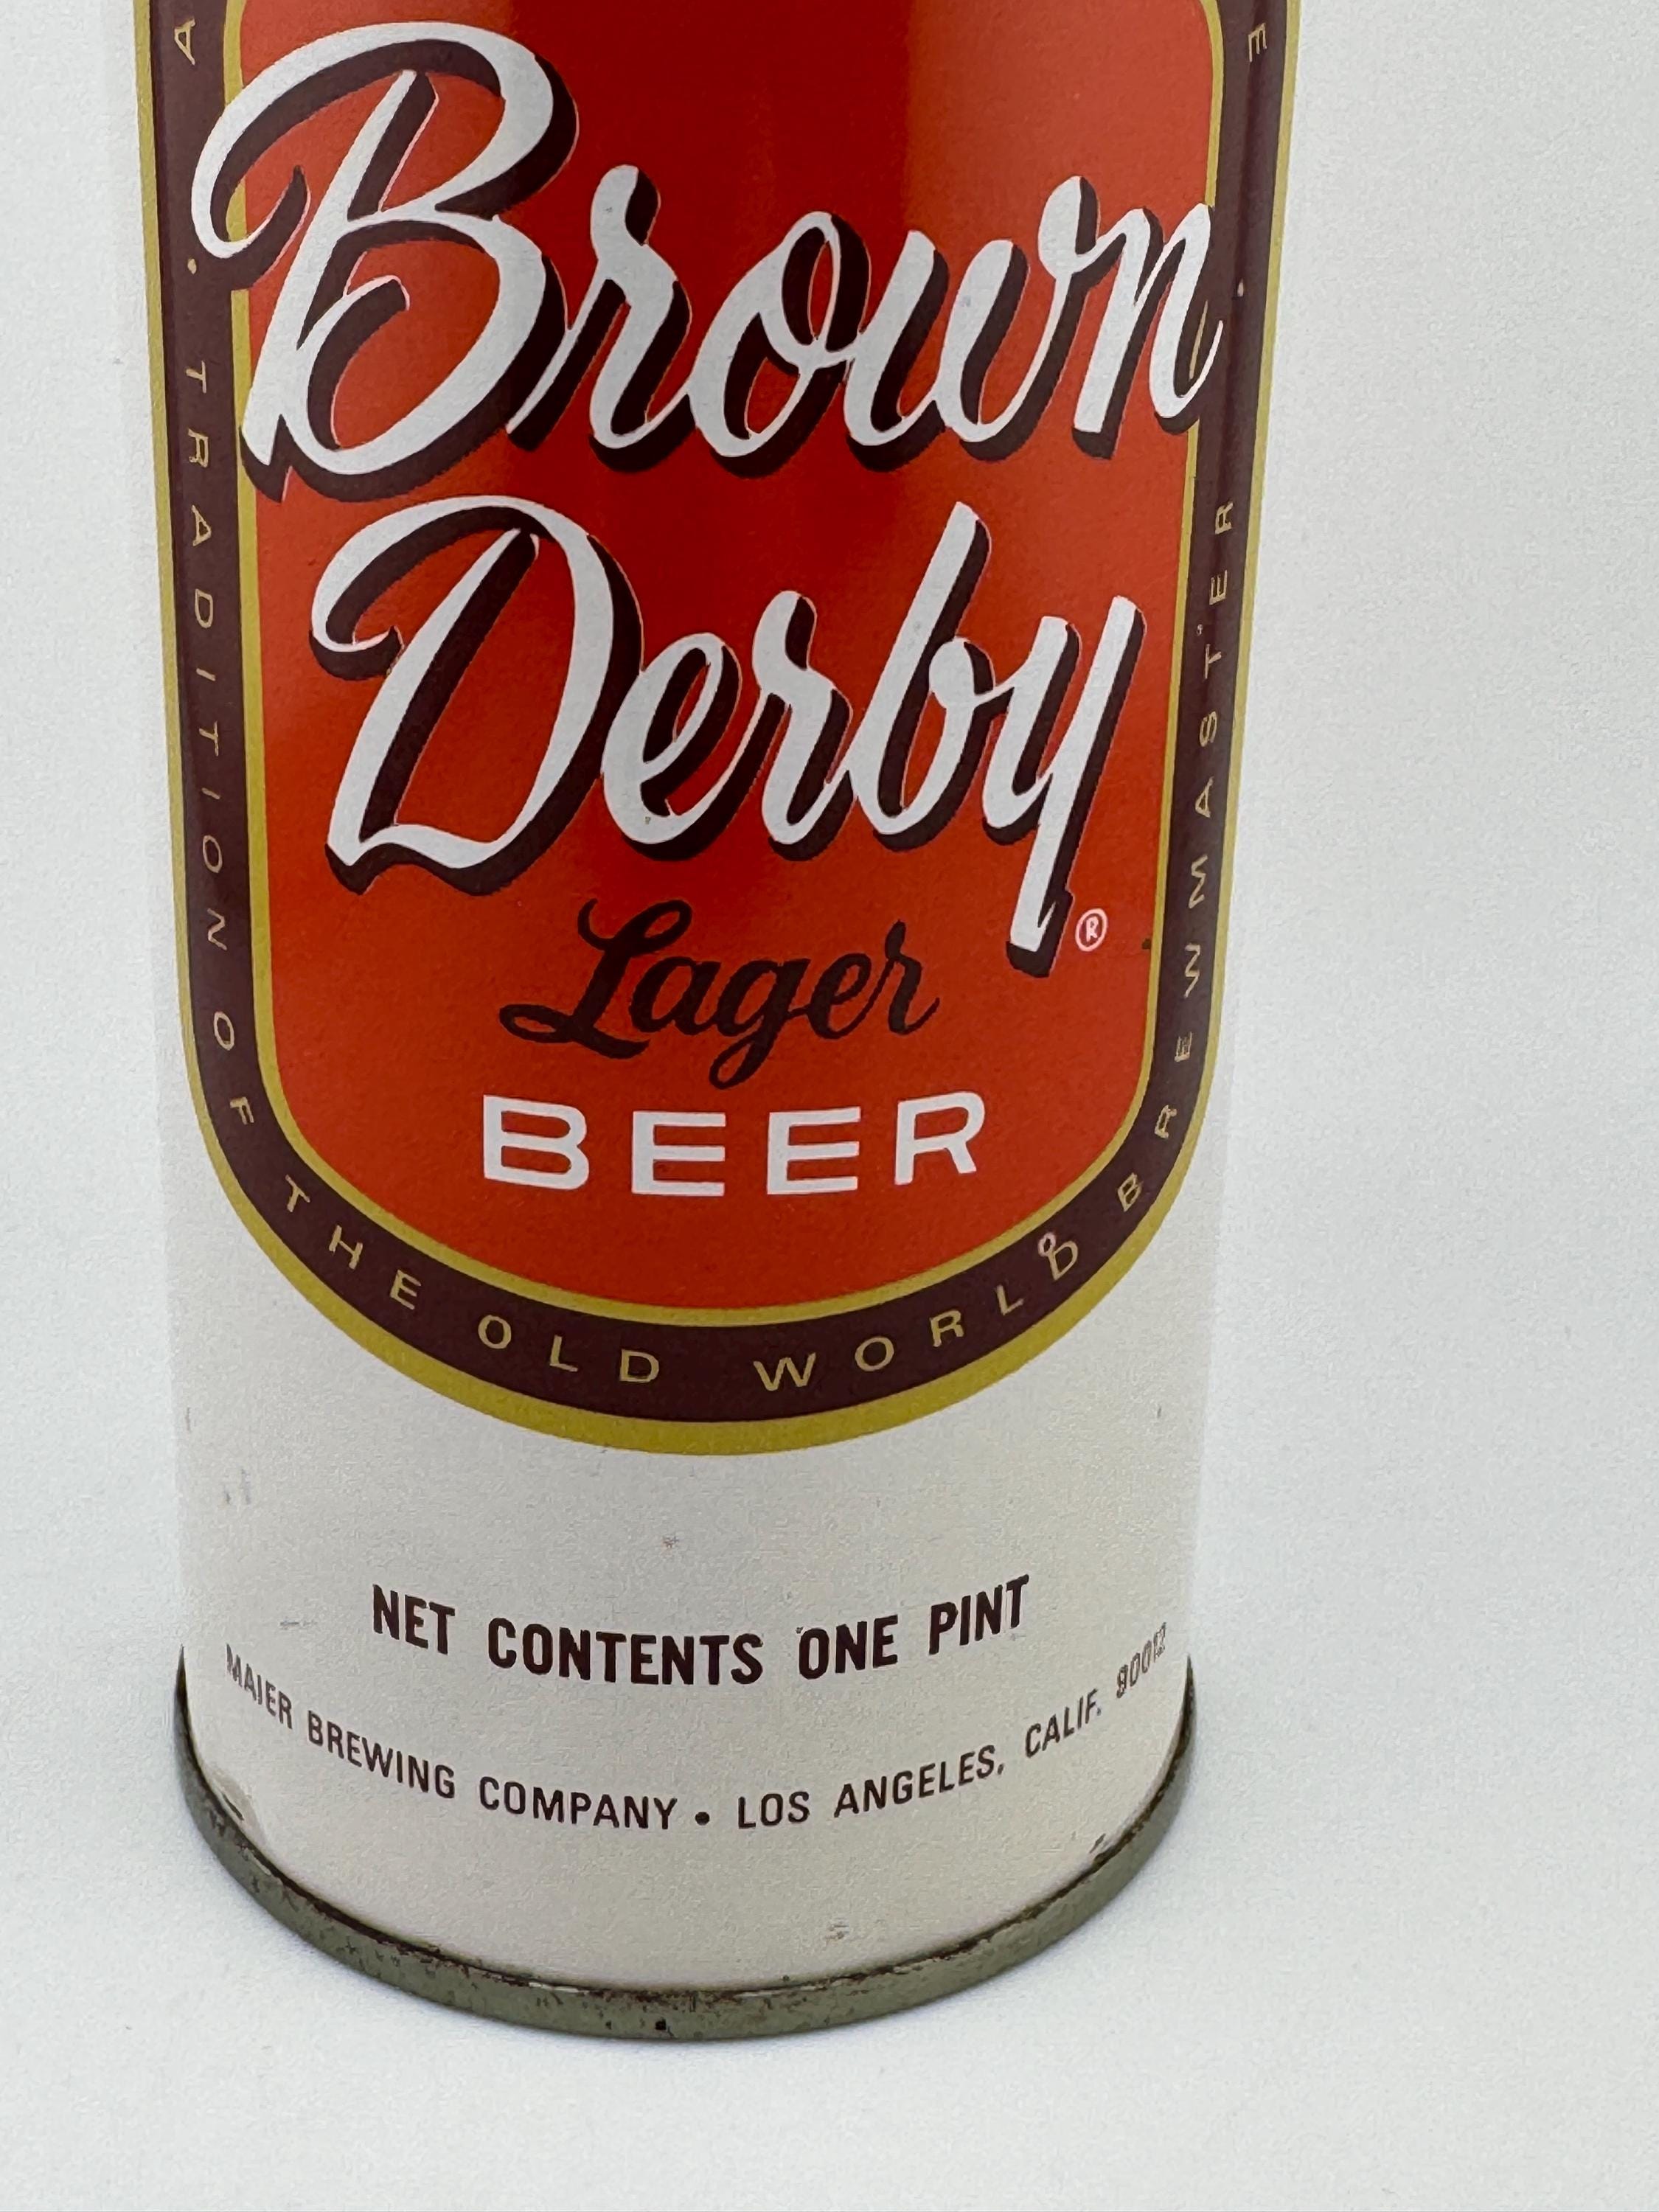 Brown
Derby®
Lager
BEER
A TRADITION OF THE OLD WORLD BREWMASTER
NET CONTENTS ONE PINT
MAIER BREWING COMPANY • LOS ANGELES, CALIF. 90012